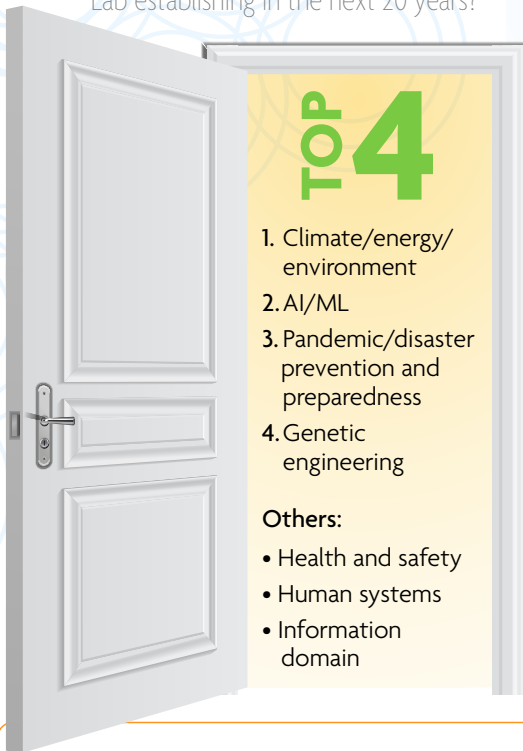 Lab establishing in the next 20 years?
TOP 4
1. Climate/energy/
environment
2. AI/ML
3. Pandemic/disaster
prevention and
preparedness
4. Genetic
engineering
Others:
• Health and safety
• Human systems
• Information
domain